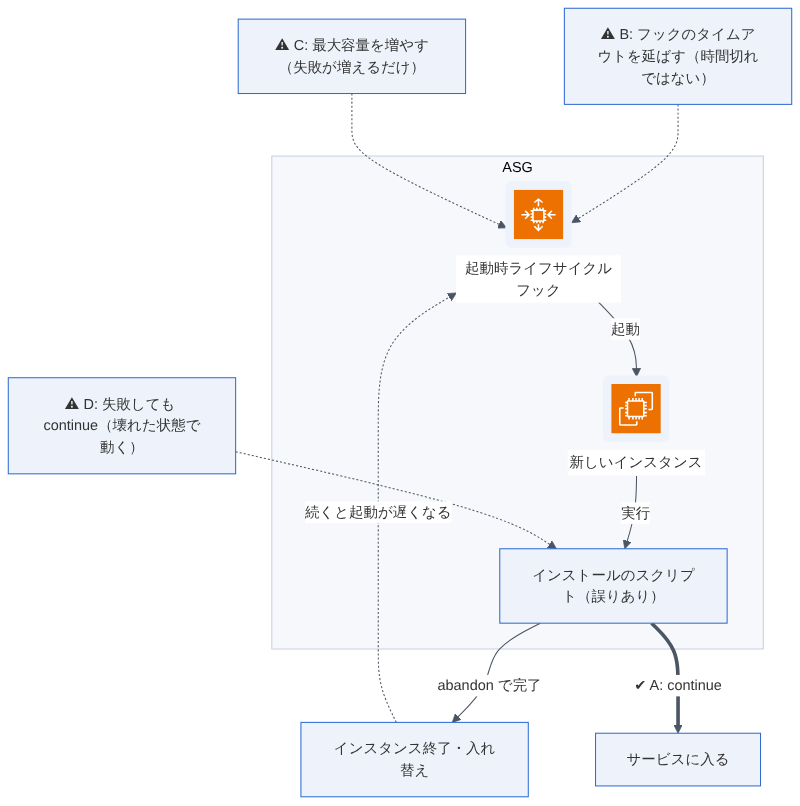 ⚠ C: 最大容量を増やす
（失敗が増えるだけ）
⚠ B: フックのタイムア
ウトを延ばす（時間切れ
ではない）
ASG
起動時ライフサイクル
フック
起動
⚠ D: 失敗しても
continue（壊れた状態で
動く）
新しいインスタンス
続くと起動が遅くなる
実行
インストールのスクリプ
ト（誤りあり）
abandon で完了
✔ A: continue
インスタンス終了・入れ
替え
サービスに入る